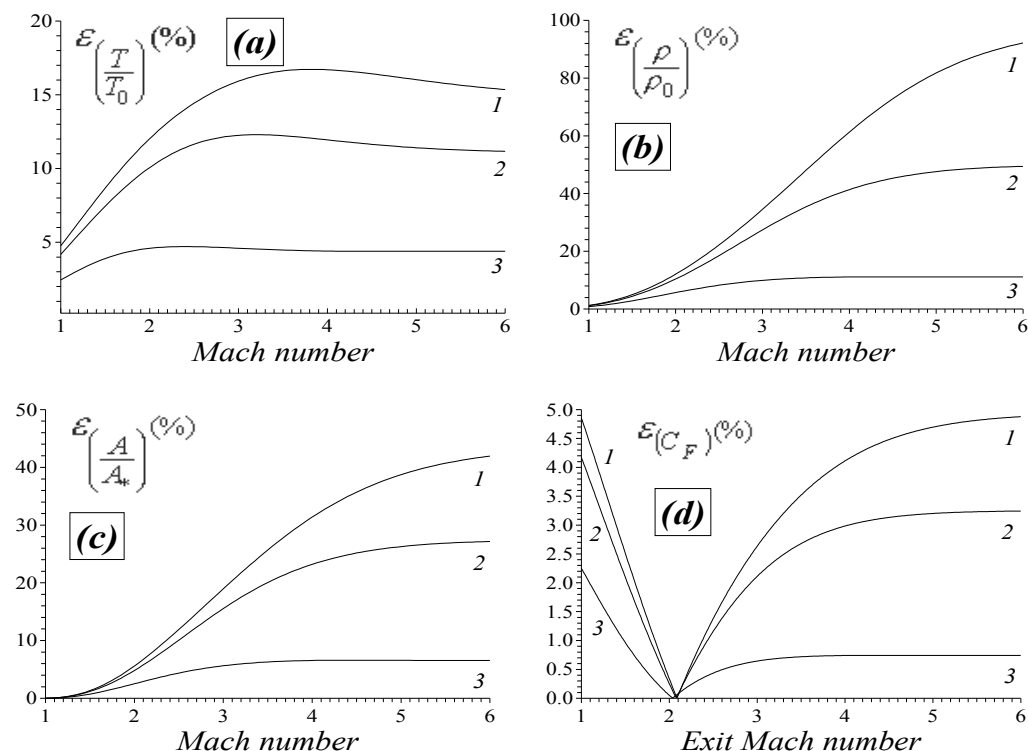 ε(T/T₀)(%)
(a)
20
15
10
5
1
2
3
1 2 3 4 5 6
Mach number
ε(ρ/ρ₀)(%)
(b)
100
80
60
40
20
0
1
2
3
1 2 3 4 5 6
Mach number
ε(A/A*)(%)
(c)
50
40
30
20
10
0
1
2
3
1 2 3 4 5 6
Mach number
ε(C_F)(%)
(d)
5.0
4.5
4.0
3.5
3.0
2.5
2.0
1.5
1.0
0.5
0.0
1
2
3
1
2
3
1 2 3 4 5 6
Exit Mach number